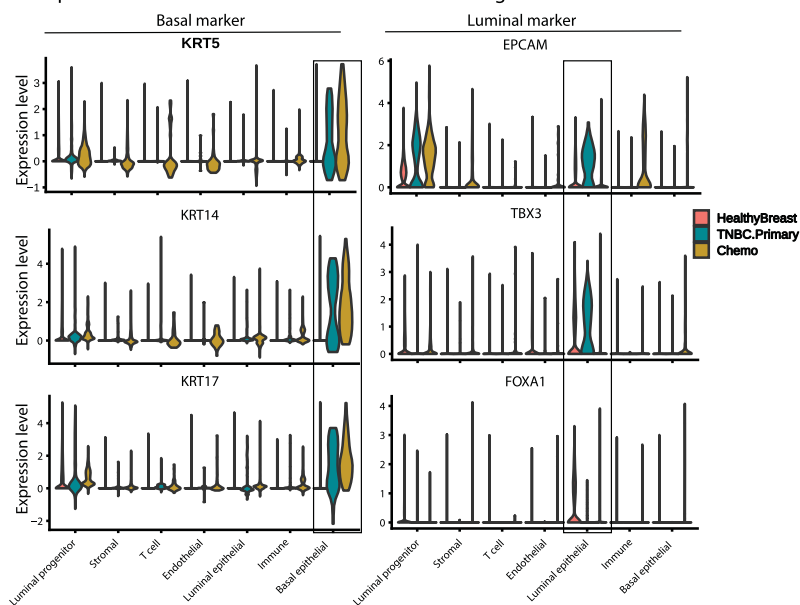 Basal marker
Luminal marker
KRT5
EPCAM
Expression level
3
2
1
0
−1
6
4
2
0
KRT14
TBX3
Expression level
4
2
0
4
3
2
1
0
HealthyBreast
TNBC.Primary
Chemo
KRT17
FOXA1
Expression level
4
2
0
−2
4
3
2
1
0
Luminal progenitor
Stromal
T cell
Endothelial
Luminal epithelial
Immune
Basal epithelial
Luminal progenitor
Stromal
T cell
Endothelial
Luminal epithelial
Immune
Basal epithelial